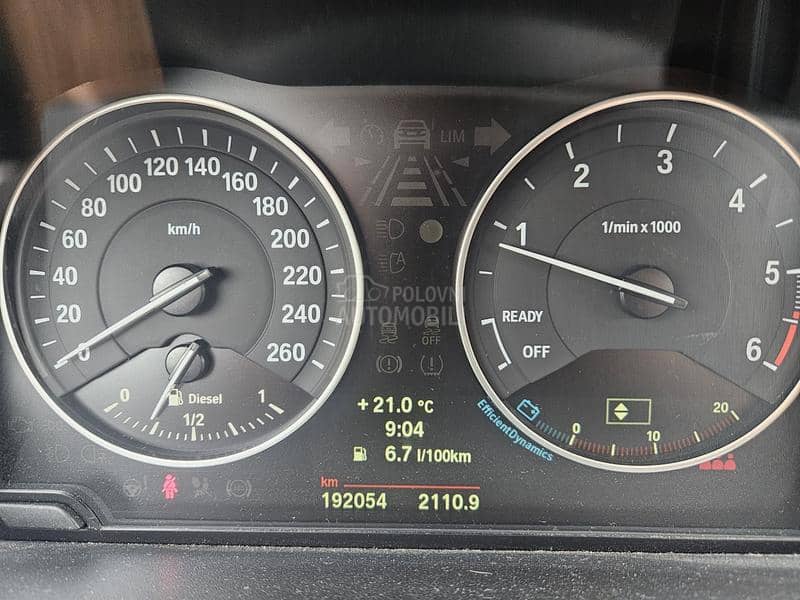 0 20 40 60 80 100 120 140 160 180 200 220 240 260
km/h
0 1/2 1
Diesel
LIM
A
OFF
POLOVNI
AUTOMOBILI
+ 21.0 °C
9:04
6.7 l/100km
km
192054 2110.9
1 2 3 4 5 6
1/min x 1000
READY
OFF
EfficientDynamics
0 10 20